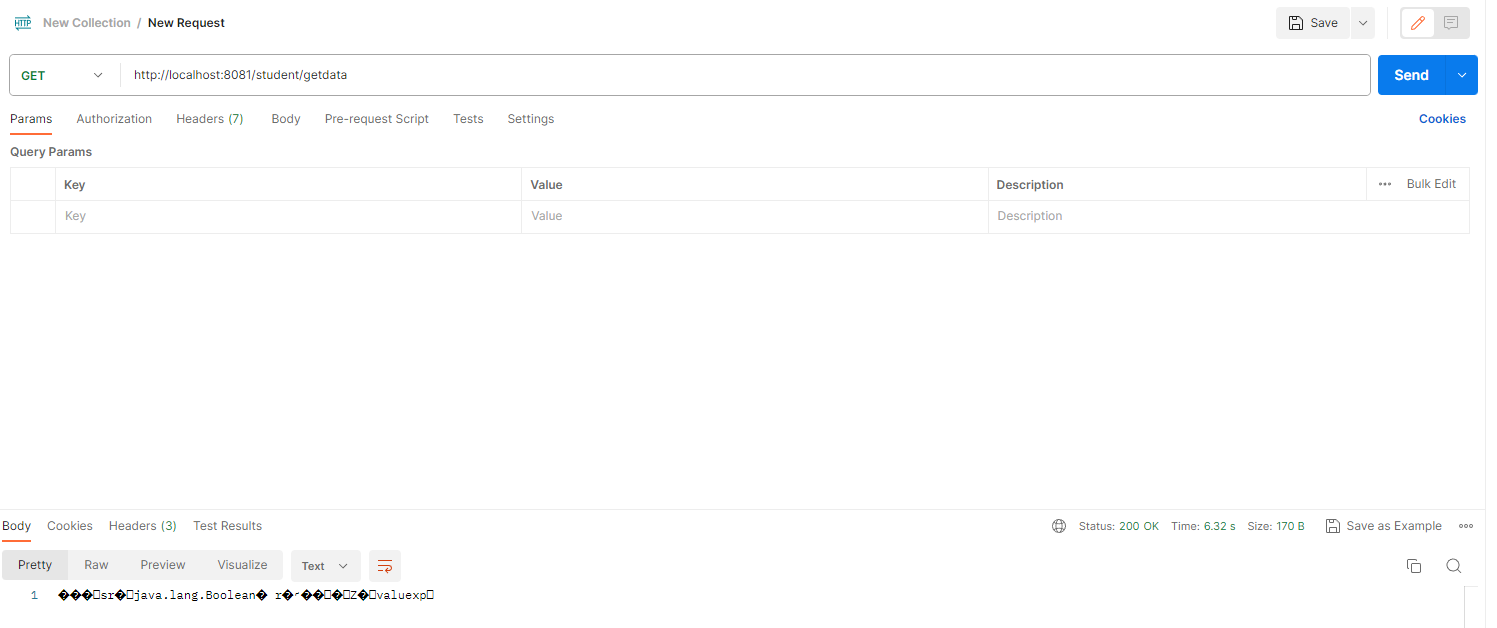 HTTP New Collection / New Request Save
GET http://localhost:8081/student/getdata Send
Params Authorization Headers (7) Body Pre-request Script Tests Settings Cookies
Query Params
Key Value Description ••• Bulk Edit
Key Value Description
Body Cookies Headers (3) Test Results Status: 200 OK Time: 6.32 s Size: 170 B Save as Example
Pretty Raw Preview Visualize Text
1 ���□sr�□java.lang.Boolean� r�՜��□�□Z�□valuexp□